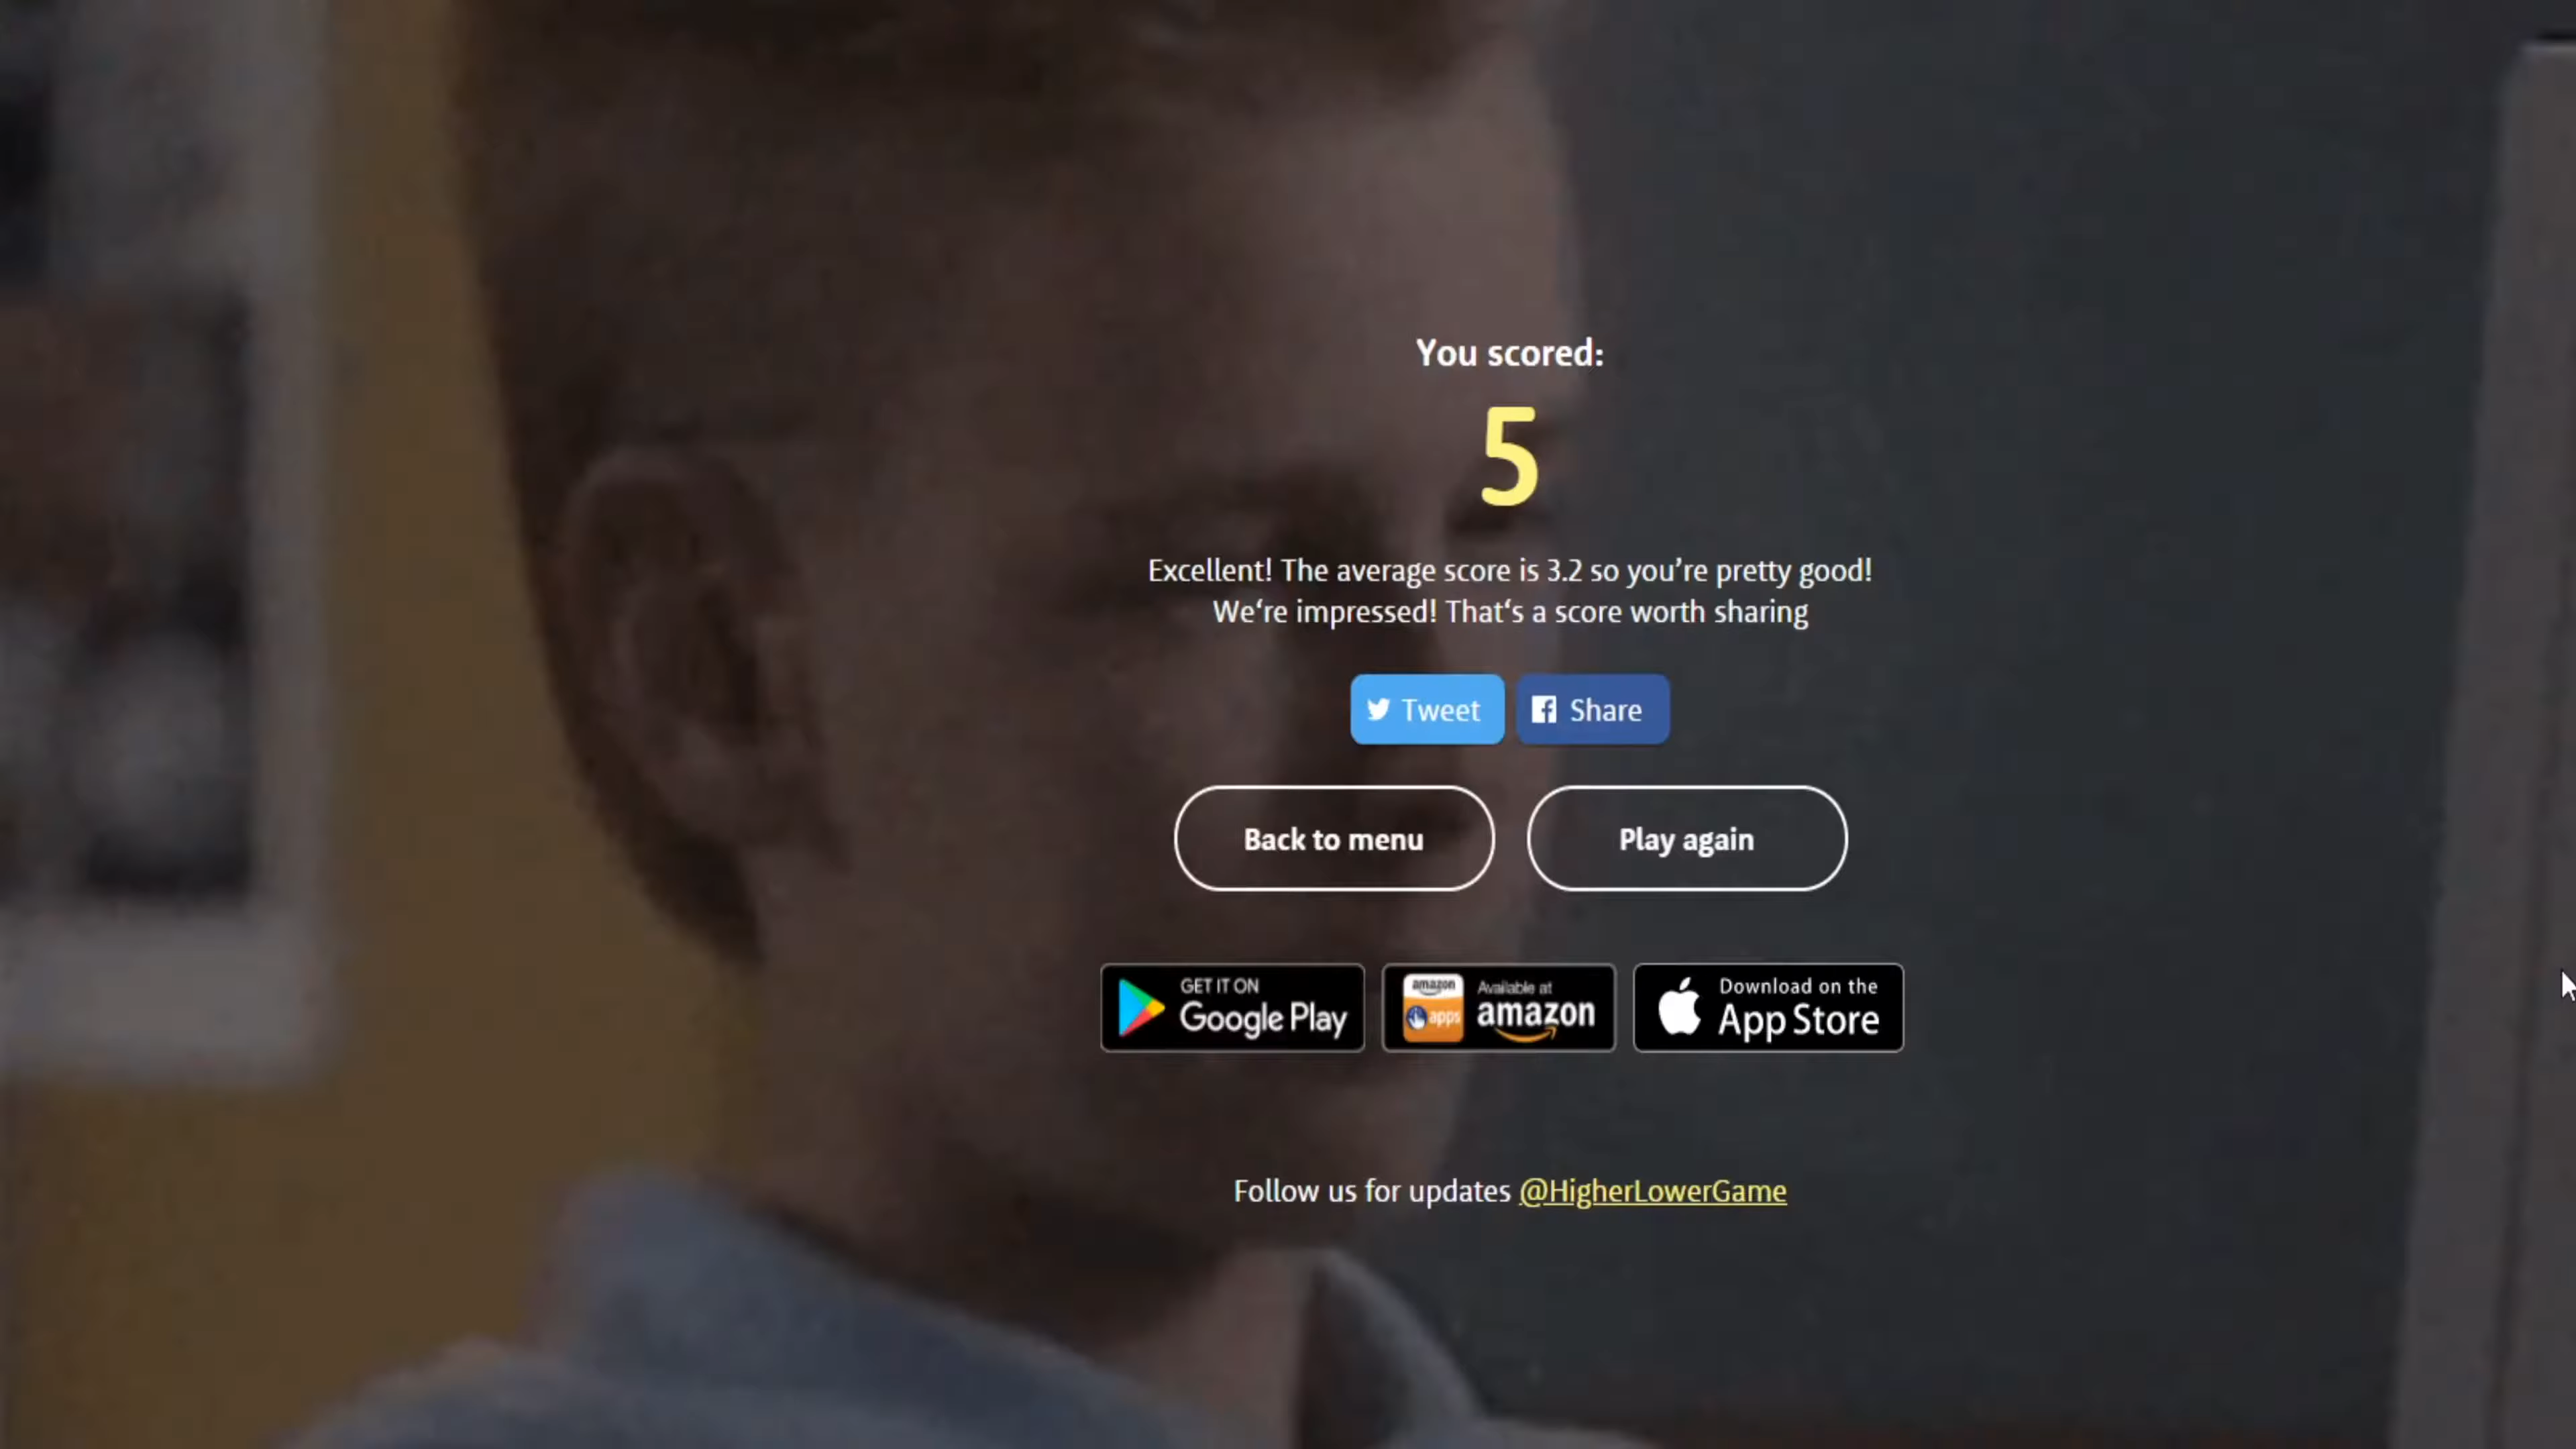 You scored:
5
Excellent! The average score is 3.2 so you’re pretty good!
We‘re impressed! That‘s a score worth sharing
Tweet
Share
Back to menu
Play again
GET IT ON
Google Play
amazon
apps
Available at
amazon
Download on the
App Store
Follow us for updates @HigherLowerGame